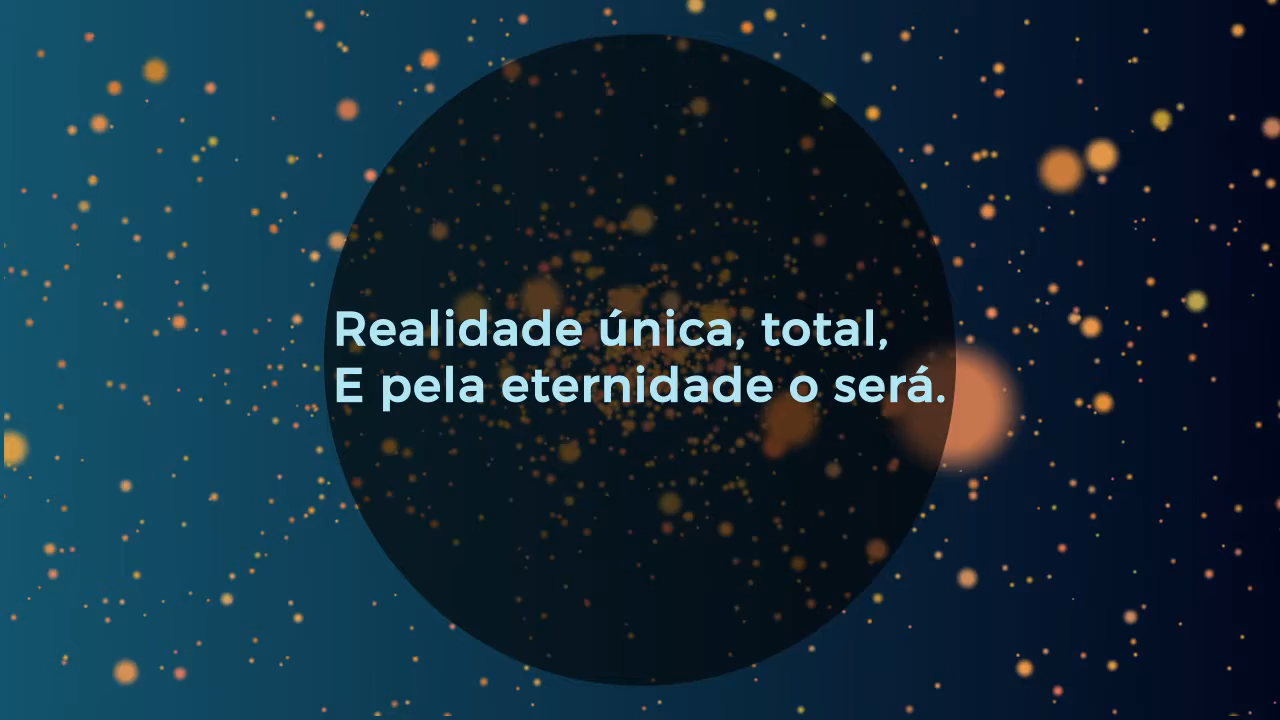 Realidade única, total,
E pela eternidade o será.